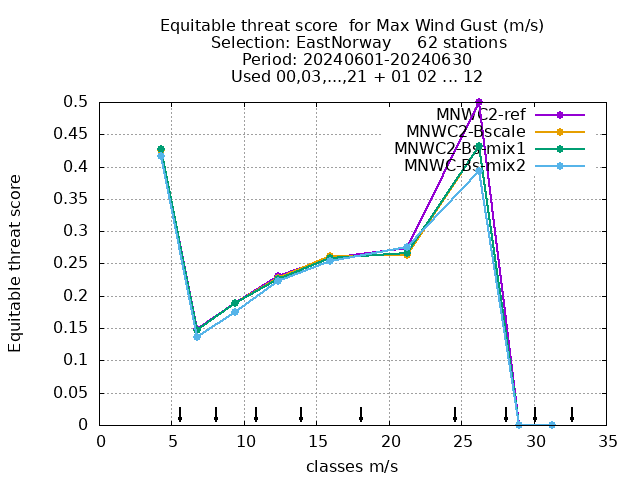 Equitable threat score  for Max Wind Gust (m/s)
Selection: EastNorway     62 stations
Period: 20240601-20240630
Used 00,03,...,21 + 01 02 ... 12
MNWC2-ref
MNWC2-Bscale
MNWC2-Bs-mix1
MNWC-Bs-mix2
Equitable threat score
0.5
0.45
0.4
0.35
0.3
0.25
0.2
0.15
0.1
0.05
0
0 5 10 15 20 25 30 35
classes m/s